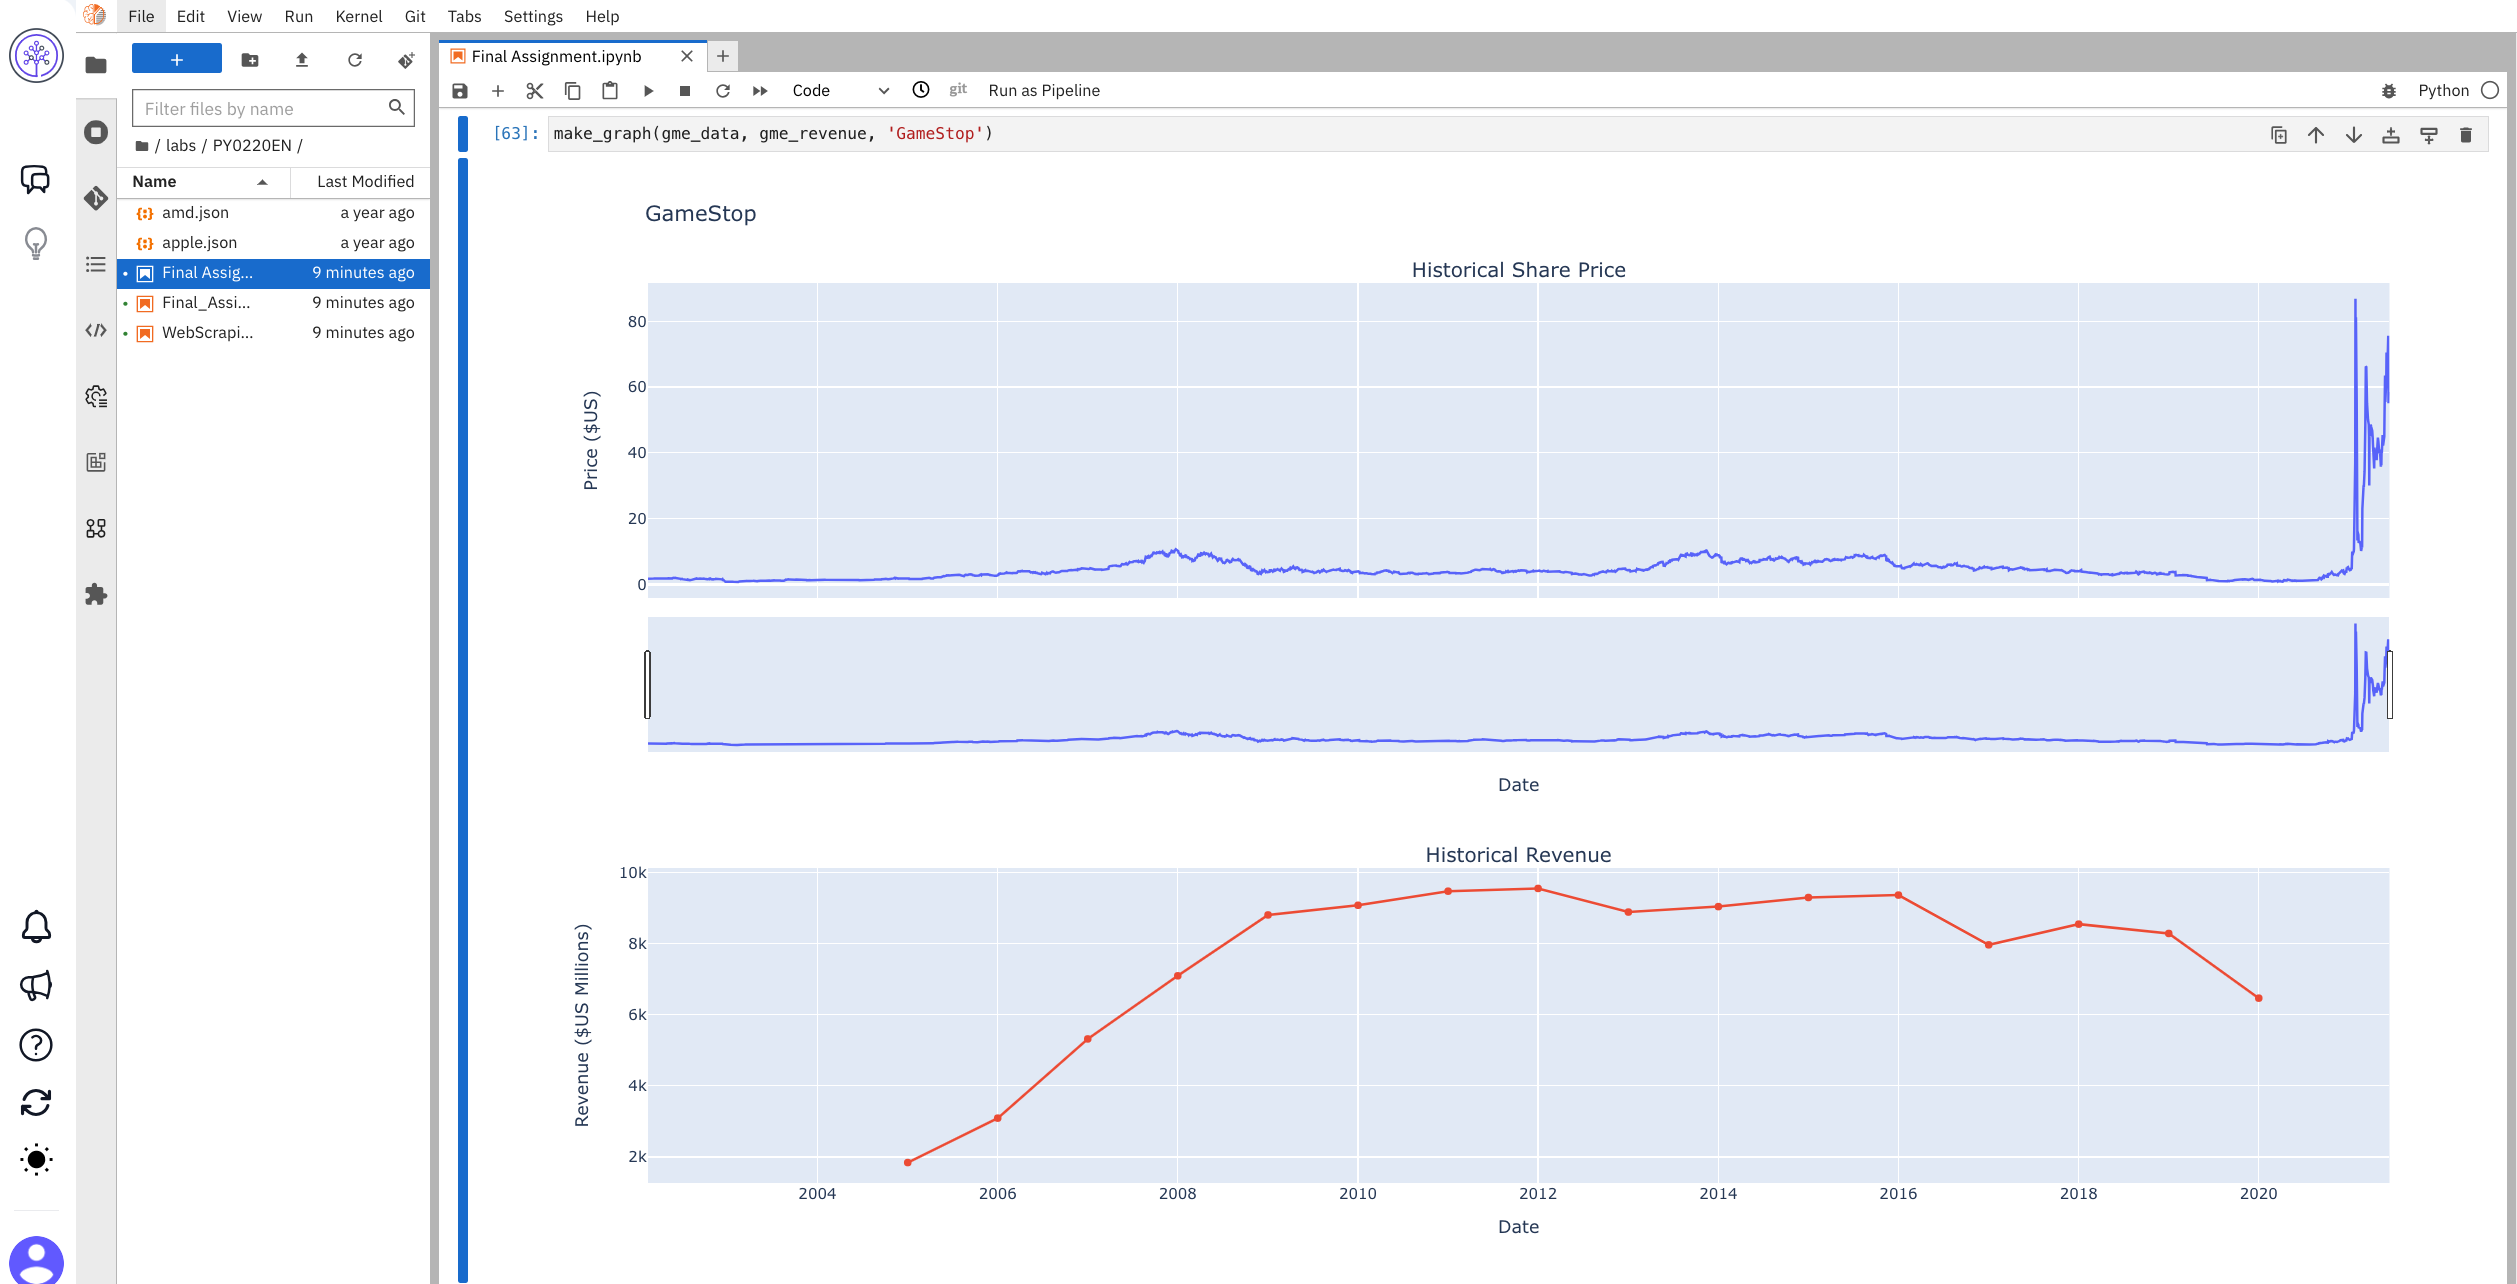 File Edit View Run Kernel Git Tabs Settings Help
+
Filter files by name
/ labs / PY0220EN /
Name Last Modified
amd.json a year ago
apple.json a year ago
Final Assig... 9 minutes ago
Final_Assi... 9 minutes ago
WebScrapi... 9 minutes ago
Final Assignment.ipynb
Code git Run as Pipeline Python
[63]: make_graph(gme_data, gme_revenue, 'GameStop')
GameStop
Historical Share Price
80
60
40
20
0
Price ($US)
Date
Historical Revenue
10k
8k
6k
4k
2k
Revenue ($US Millions)
2004 2006 2008 2010 2012 2014 2016 2018 2020
Date